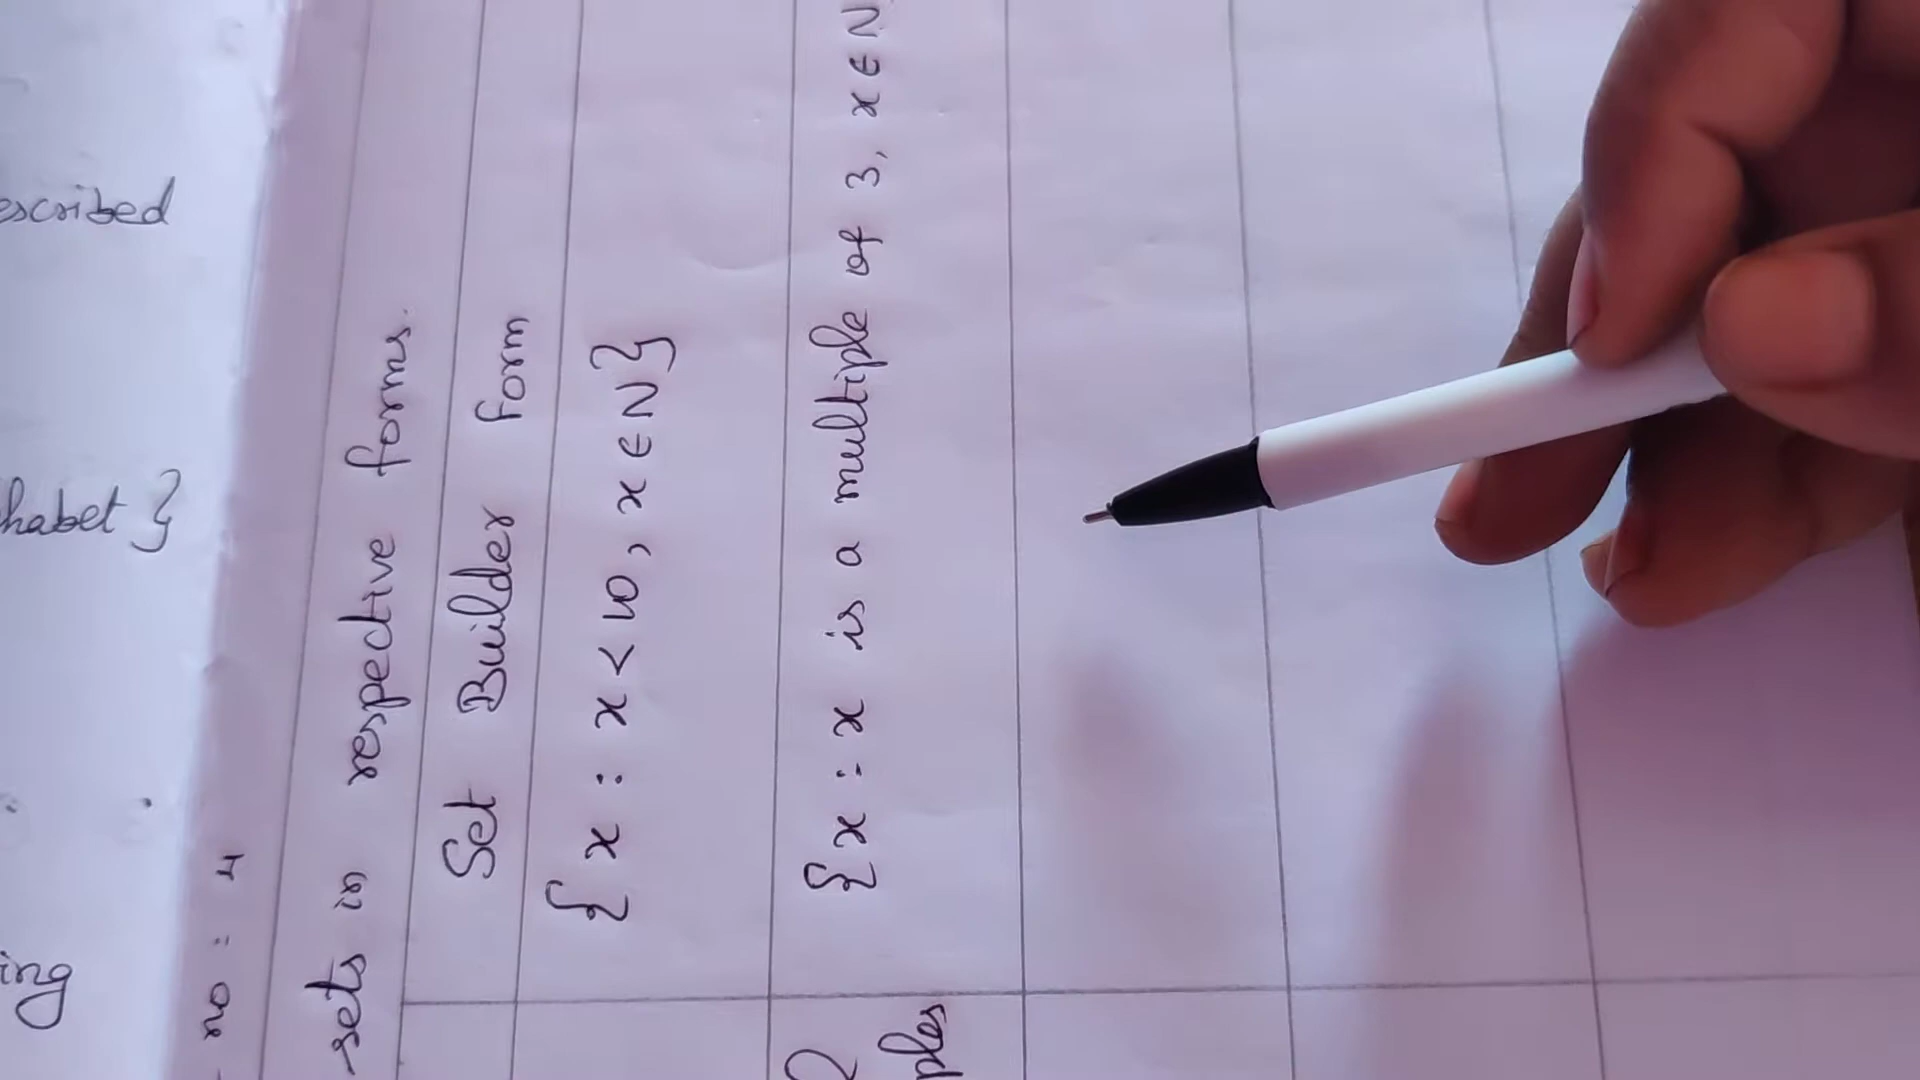 escribed
habet }
ing
no : 4
sets in respective forms.
Set Builder form
{ x : x < 10, x ∈ N }
{ x : x is a multiple of 3, x ∈ N
ples